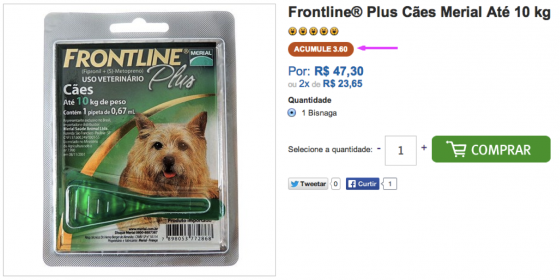 Frontline® Plus Cães Merial Até 10 kg
ACUMULE 3.60
Por: R$ 47,30
ou 2x de R$ 23,65
Quantidade
1 Bisnaga
Selecione a quantidade: - 1 + COMPRAR
Tweetar 0 Curtir 1
FRONTLINE
MERIAL
(Fipronil + (S)-Metopreno)
Plus
USO VETERINÁRIO
Cães
Até 10 kg de peso
Contém 1 pipeta de 0,67 mL
7898053772868